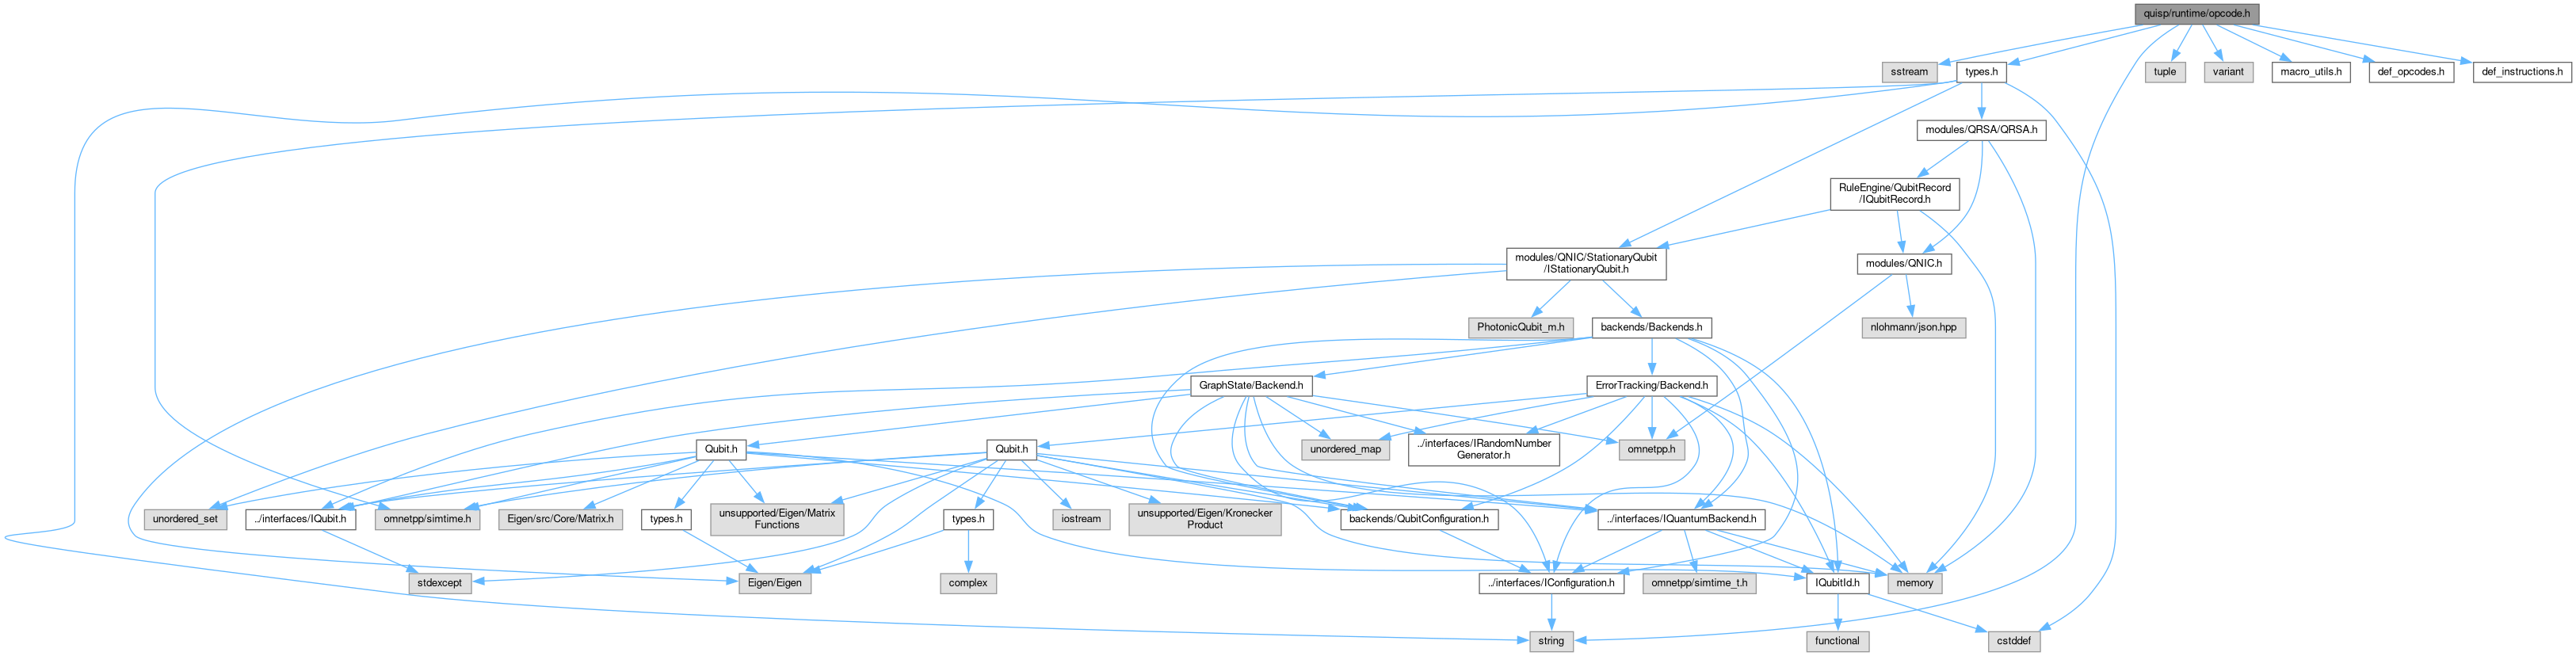 quisp/runtime/opcode.h
sstream
types.h
tuple
variant
macro_utils.h
def_opcodes.h
def_instructions.h
modules/QRSA/QRSA.h
RuleEngine/QubitRecord
/IQubitRecord.h
modules/QNIC/StationaryQubit
/IStationaryQubit.h
modules/QNIC.h
PhotonicQubit_m.h
backends/Backends.h
nlohmann/json.hpp
GraphState/Backend.h
ErrorTracking/Backend.h
Qubit.h
Qubit.h
unordered_map
../interfaces/IRandomNumber
Generator.h
omnetpp.h
unordered_set
../interfaces/IQubit.h
omnetpp/simtime.h
Eigen/src/Core/Matrix.h
types.h
unsupported/Eigen/Matrix
Functions
types.h
iostream
unsupported/Eigen/Kronecker
Product
backends/QubitConfiguration.h
../interfaces/IQuantumBackend.h
stdexcept
Eigen/Eigen
complex
../interfaces/IConfiguration.h
omnetpp/simtime_t.h
IQubitId.h
memory
string
functional
cstddef